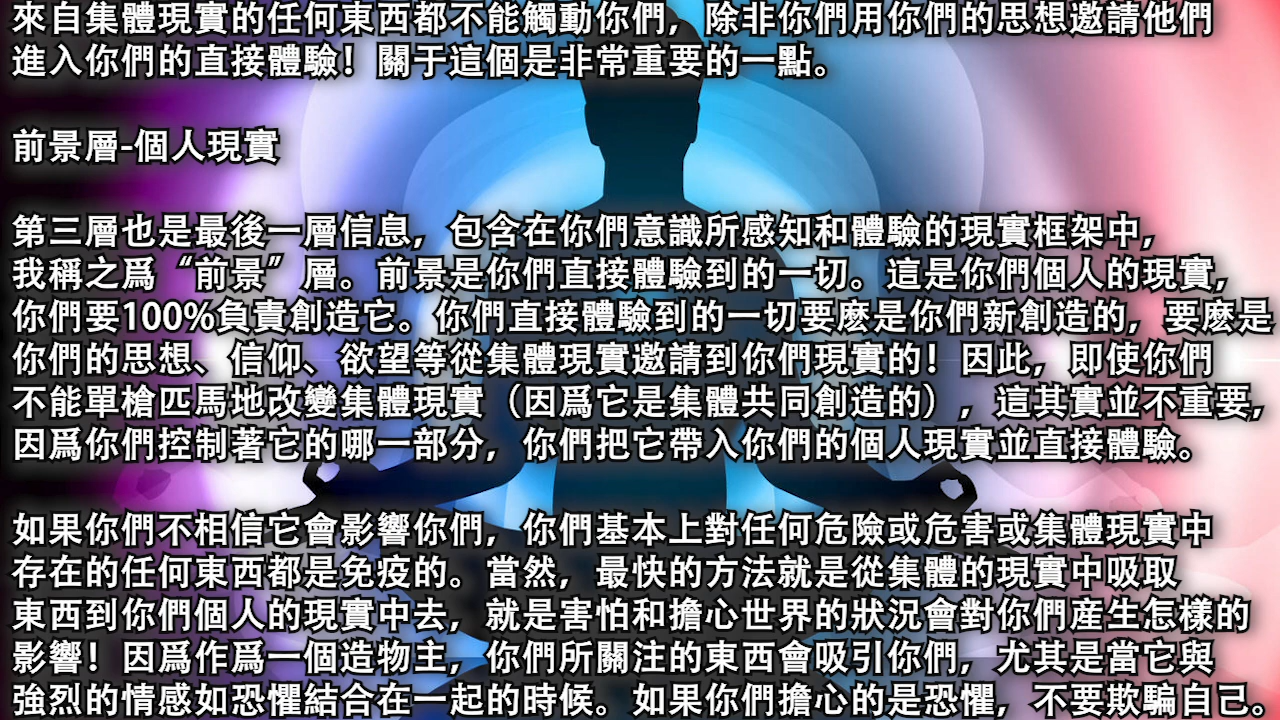 來自集體現實的任何東西都不能觸動你們，除非你們用你們的思想邀請他們
進入你們的直接體驗！關于這個是非常重要的一點。
前景層-個人現實
第三層也是最後一層信息，包含在你們意識所感知和體驗的現實框架中，
我稱之爲“前景”層。前景是你們直接體驗到的一切。這是你們個人的現實，
你們要100%負責創造它。你們直接體驗到的一切要麽是你們新創造的，要麽是
你們的思想、信仰、欲望等從集體現實邀請到你們現實的！因此，即使你們
不能單槍匹馬地改變集體現實（因爲它是集體共同創造的），這其實並不重要，
因爲你們控制著它的哪一部分，你們把它帶入你們的個人現實並直接體驗。
如果你們不相信它會影響你們，你們基本上對任何危險或危害或集體現實中
存在的任何東西都是免疫的。當然，最快的方法就是從集體的現實中吸取
東西到你們個人的現實中去，就是害怕和擔心世界的狀況會對你們産生怎樣的
影響！因爲作爲一個造物主，你們所關注的東西會吸引你們，尤其是當它與
強烈的情感如恐懼結合在一起的時候。如果你們擔心的是恐懼，不要欺騙自己。